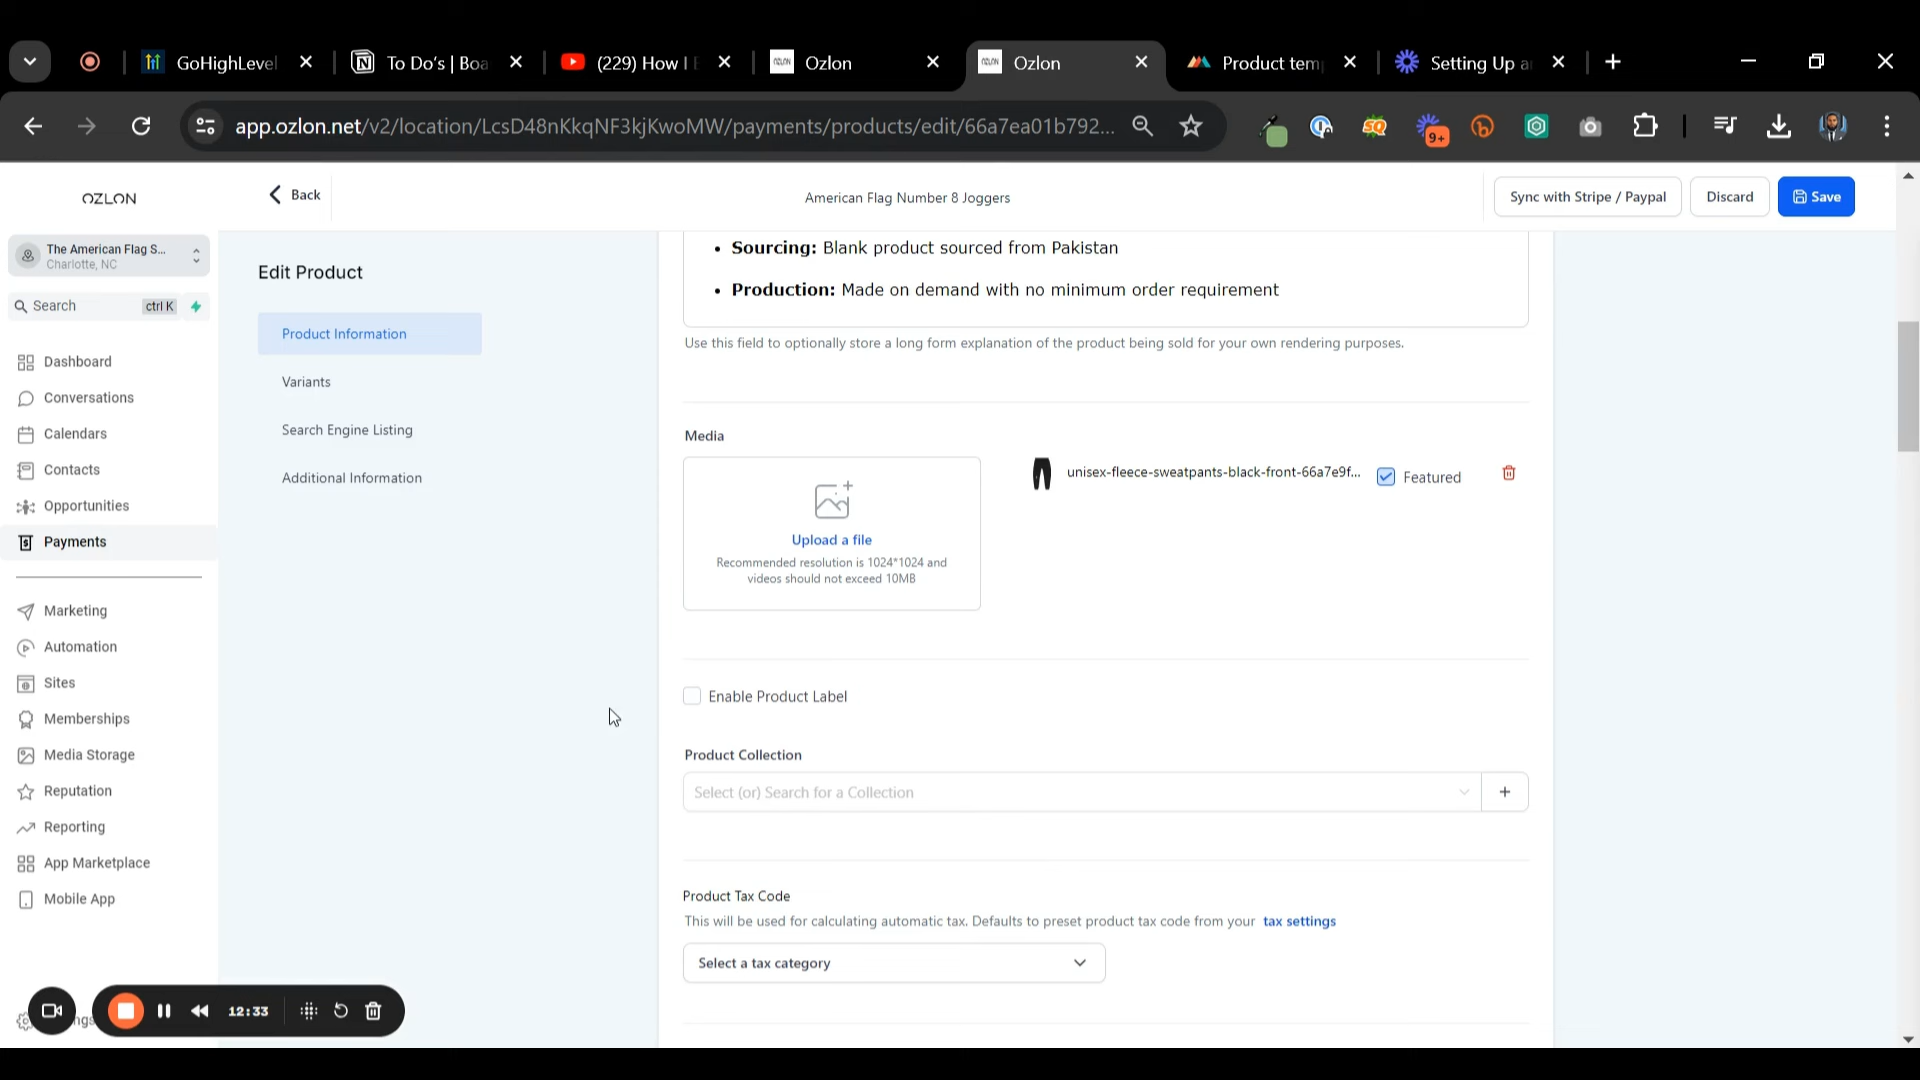 GoHighLevel
To Do's | Boa
(229) How I
Ozlon
Ozlon
Product tem
Setting Up a
app.ozlon.net/v2/location/LcsD48nKkqNF3kjKwoMW/payments/products/edit/66a7ea01b792...
SQ
9+
OZLON
Back
American Flag Number 8 Joggers
Sync with Stripe / Paypal
Discard
Save
The American Flag S...
Charlotte, NC
Search
ctrl K
Dashboard
Conversations
Calendars
Contacts
Opportunities
Payments
Marketing
Automation
Sites
Memberships
Media Storage
Reputation
Reporting
App Marketplace
Mobile App
12:33
Edit Product
Product Information
Variants
Search Engine Listing
Additional Information
• Sourcing: Blank product sourced from Pakistan
• Production: Made on demand with no minimum order requirement
Use this field to optionally store a long form explanation of the product being sold for your own rendering purposes.
Media
Upload a file
Recommended resolution is 1024*1024 and
videos should not exceed 10MB
unisex-fleece-sweatpants-black-front-66a7e9f...
Featured
Enable Product Label
Product Collection
Select (or) Search for a Collection
Product Tax Code
This will be used for calculating automatic tax. Defaults to preset product tax code from your tax settings
Select a tax category